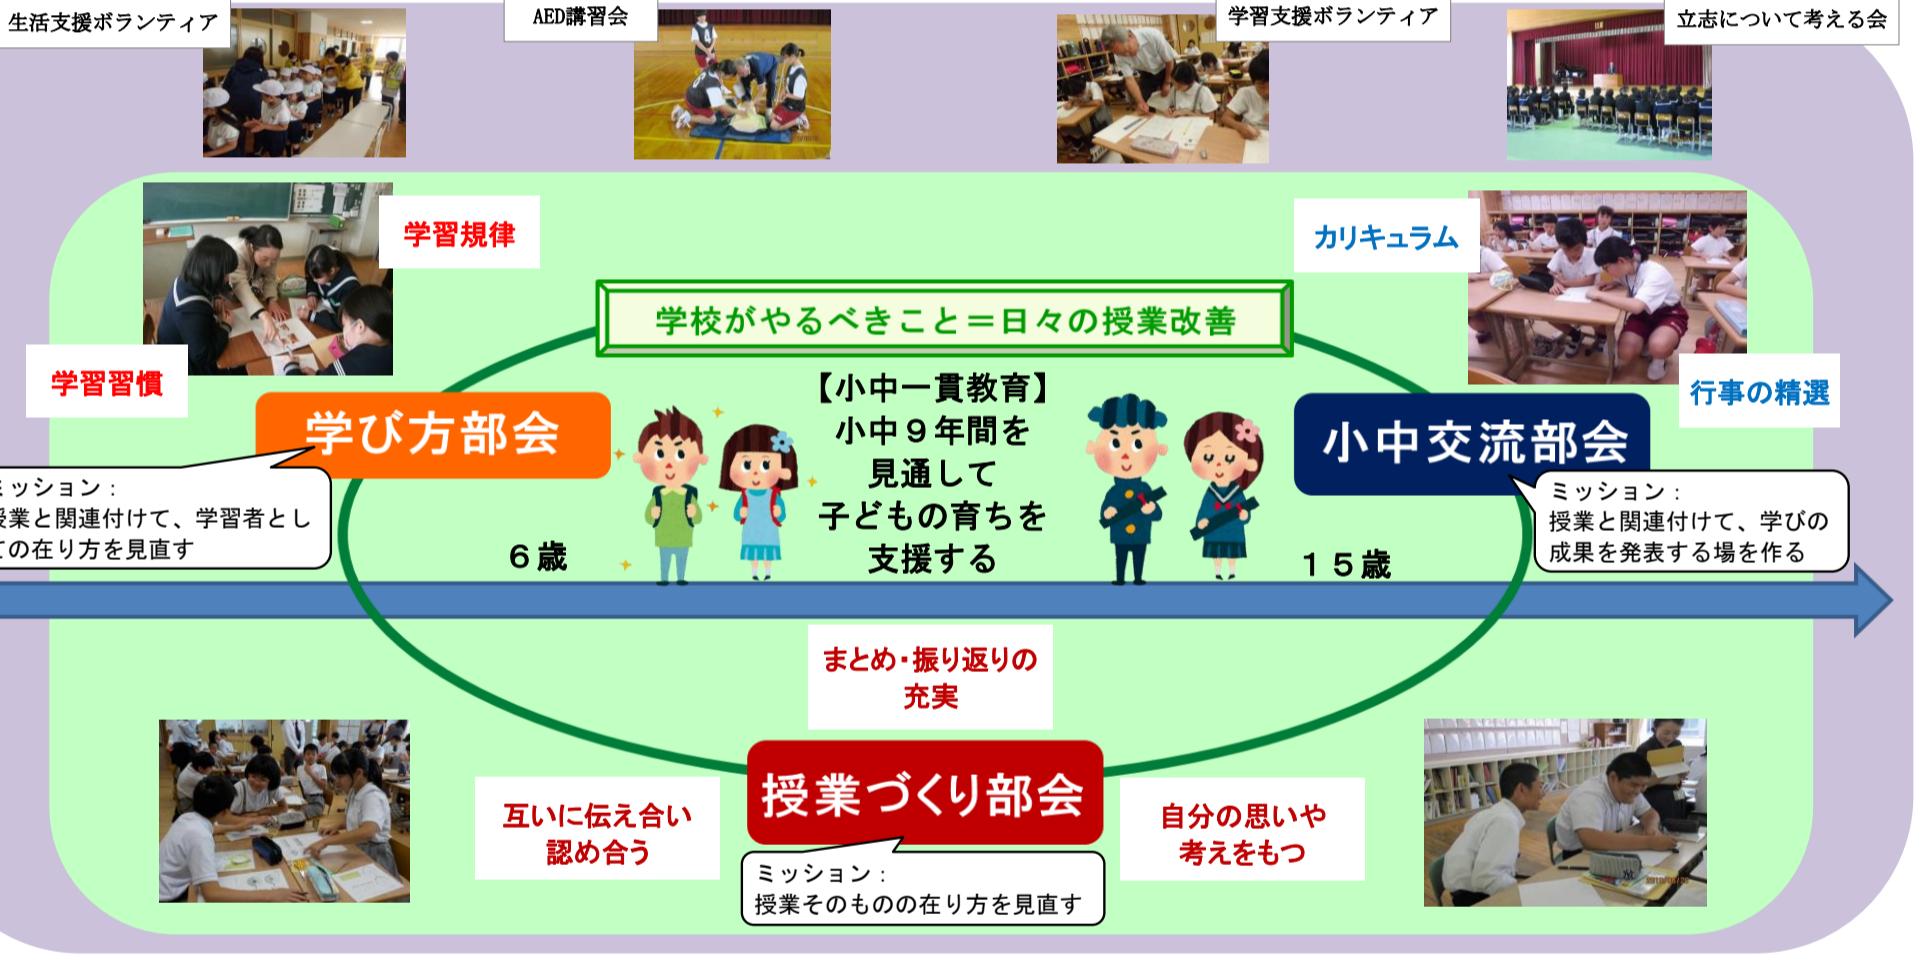 生活支援ボランティア
AED講習会
学習支援ボランティア
立志について考える会
学習規律
カリキュラム
学校がやるべきこと＝日々の授業改善
学習習慣
行事の精選
学び方部会
【小中一貫教育】
小中９年間を
見通して
子どもの育ちを
支援する
小中交流部会
ミッション：
授業と関連付けて、学習者とし
ての在り方を見直す
ミッション：
授業と関連付けて、学びの
成果を発表する場を作る
６歳
１５歳
まとめ・振り返りの
充実
授業づくり部会
互いに伝え合い
認め合う
自分の思いや
考えをもつ
ミッション：
授業そのものの在り方を見直す